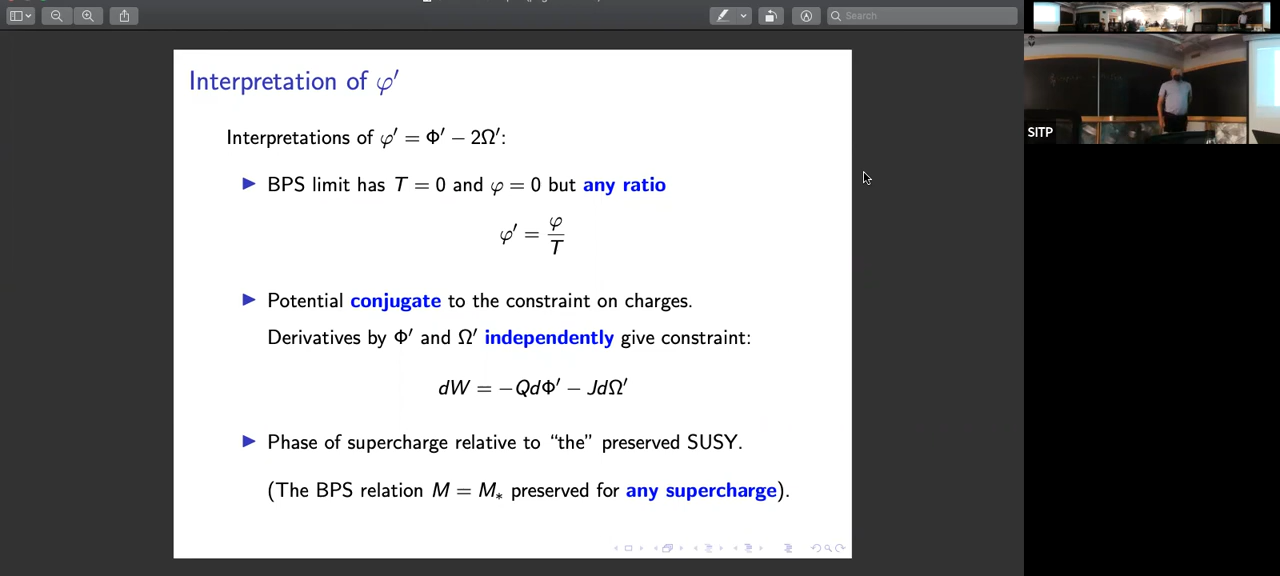 Search
Interpretation of φ′
Interpretations of φ′ = Φ′ − 2Ω′:
▶ BPS limit has T = 0 and φ = 0 but any ratio
φ′ = φ/T
▶ Potential conjugate to the constraint on charges.
Derivatives by Φ′ and Ω′ independently give constraint:
dW = −QdΦ′ − JdΩ′
▶ Phase of supercharge relative to “the” preserved SUSY.
(The BPS relation M = M∗ preserved for any supercharge).
SITP